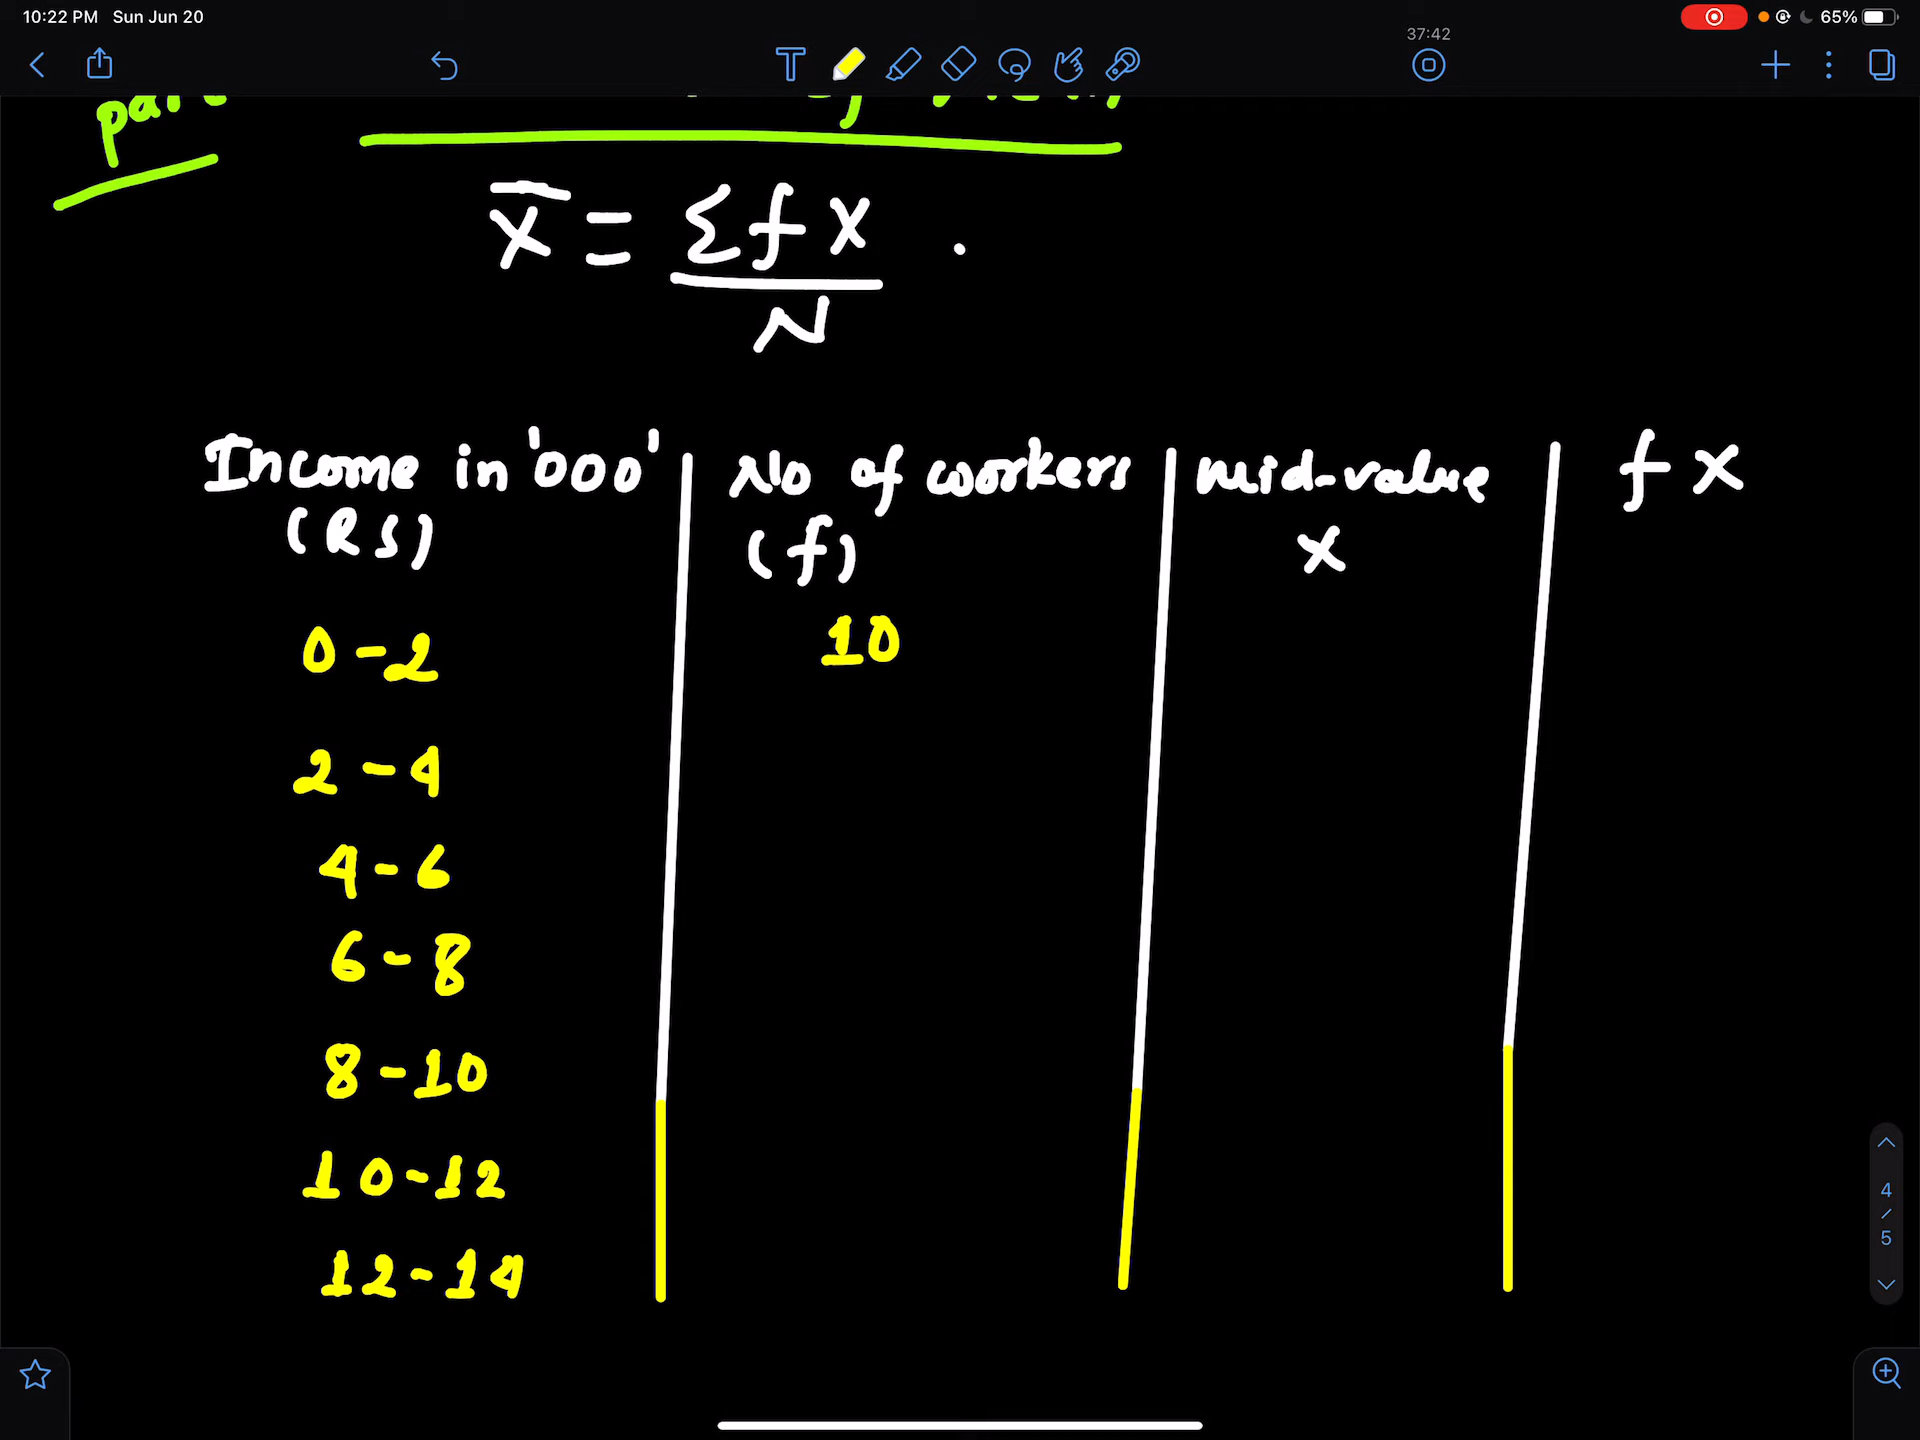 10:22 PM Sun Jun 20
65%
37:42
x̄ = Σfx .
N
Income in '000' No of workers mid-value fx
(RS) (f) x
0-2 10
2-4
4-6
6-8
8-10
10-12
12-14
4
/
5